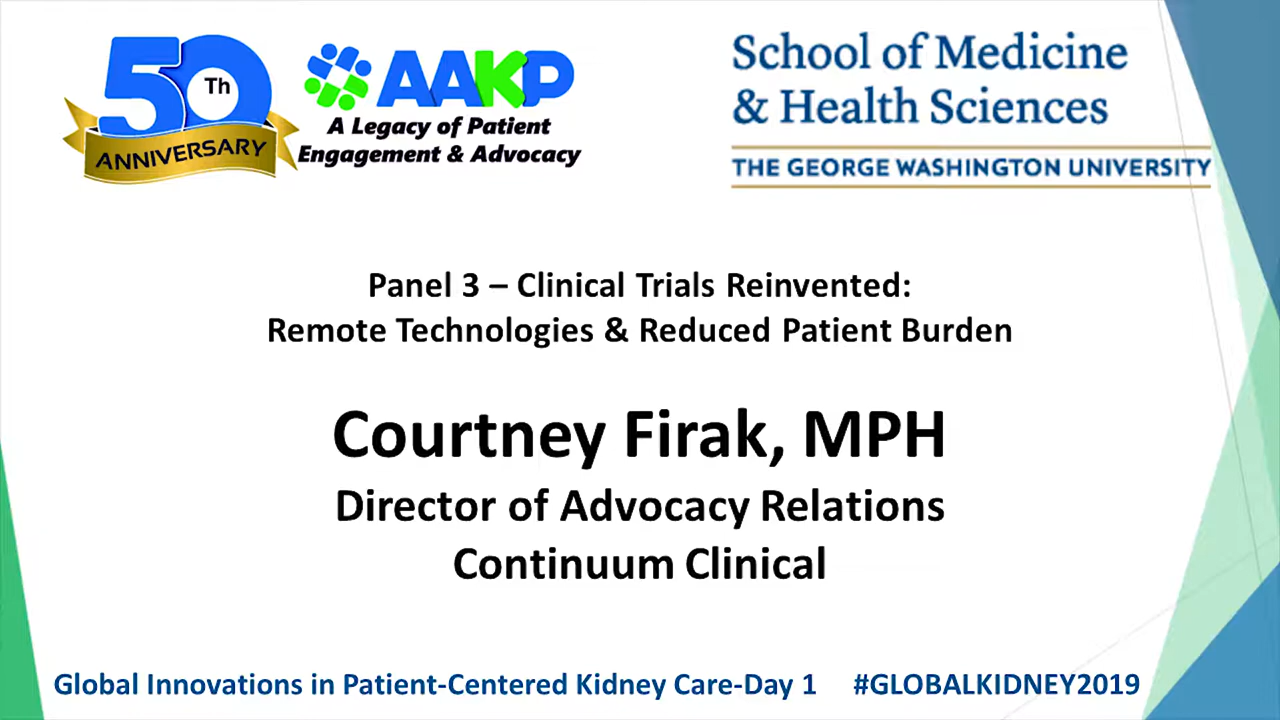 50Th
ANNIVERSARY
AAKP
A Legacy of Patient
Engagement & Advocacy
School of Medicine
& Health Sciences
THE GEORGE WASHINGTON UNIVERSITY
Panel 3 – Clinical Trials Reinvented:
Remote Technologies & Reduced Patient Burden
Courtney Firak, MPH
Director of Advocacy Relations
Continuum Clinical
Global Innovations in Patient-Centered Kidney Care-Day 1 #GLOBALKIDNEY2019